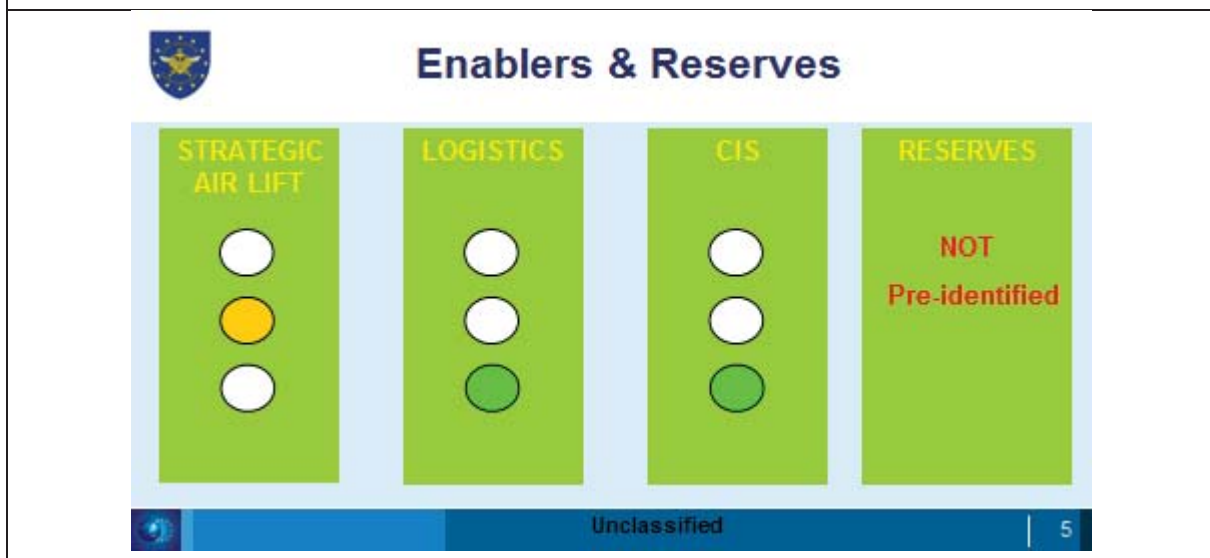 Enablers & Reserves
STRATEGIC
AIR LIFT
LOGISTICS
CIS
RESERVES
NOT
Pre-identified
Unclassified
5